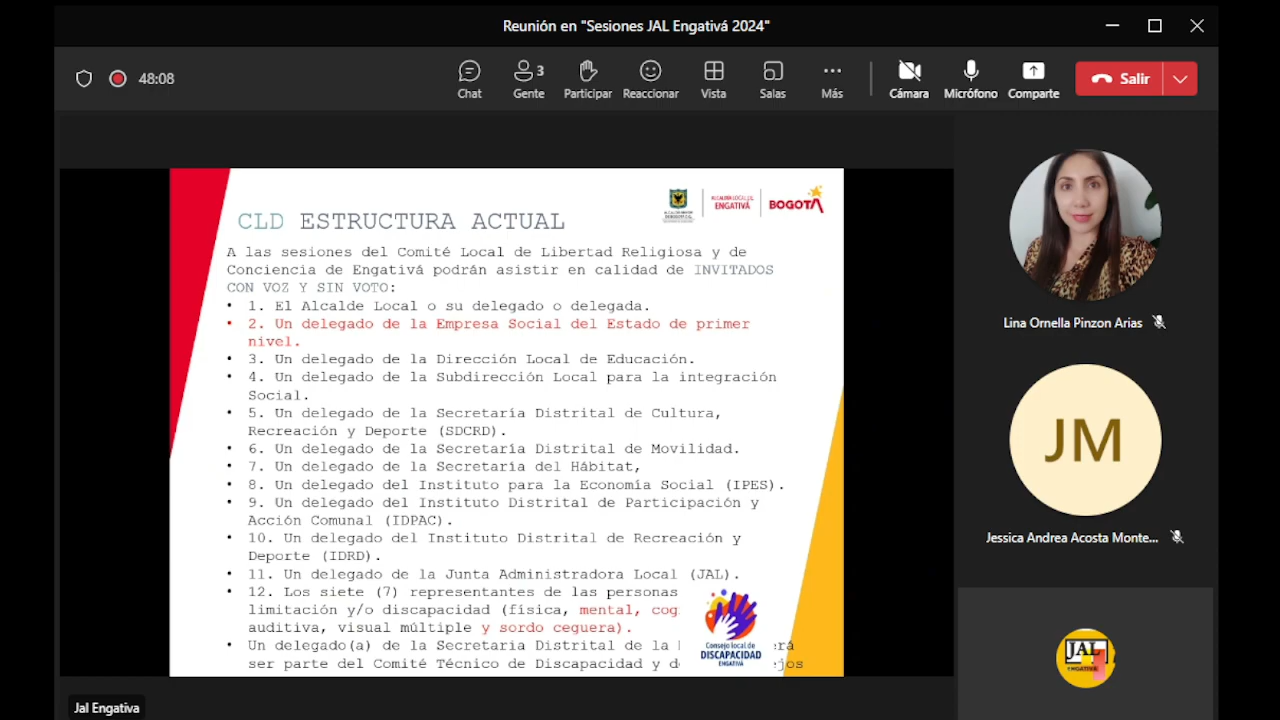 Reunión en "Sesiones JAL Engativá 2024"
48:08
Chat
Gente
3
Participar
Reaccionar
Vista
Salas
Más
Cámara
Micrófono
Comparte
Salir
ALCALDÍA LOCAL DE
ENGATIVÁ
BOGOTÁ
CLD ESTRUCTURA ACTUAL
A las sesiones del Comité Local de Libertad Religiosa y de
Conciencia de Engativá podrán asistir en calidad de INVITADOS
CON VOZ Y SIN VOTO:
• 1. El Alcalde Local o su delegado o delegada.
• 2. Un delegado de la Empresa Social del Estado de primer
nivel.
• 3. Un delegado de la Dirección Local de Educación.
• 4. Un delegado de la Subdirección Local para la integración
Social.
• 5. Un delegado de la Secretaría Distrital de Cultura,
Recreación y Deporte (SDCRD).
• 6. Un delegado de la Secretaría Distrital de Movilidad.
• 7. Un delegado de la Secretaría del Hábitat,
• 8. Un delegado del Instituto para la Economía Social (IPES).
• 9. Un delegado del Instituto Distrital de Participación y
Acción Comunal (IDPAC).
• 10. Un delegado del Instituto Distrital de Recreación y
Deporte (IDRD).
• 11. Un delegado de la Junta Administradora Local (JAL).
• 12. Los siete (7) representantes de las personas
limitación y/o discapacidad (física, mental, cog
auditiva, visual múltiple y sordo ceguera).
• Un delegado(a) de la Secretaria Distrital de la
ser parte del Comité Técnico de Discapacidad y
Consejo local de
DISCAPACIDAD
ENGATIVÁ
Lina Ornella Pinzon Arias
JM
Jessica Andrea Acosta Monte...
JAL
ENGATIVÁ
Jal Engativa